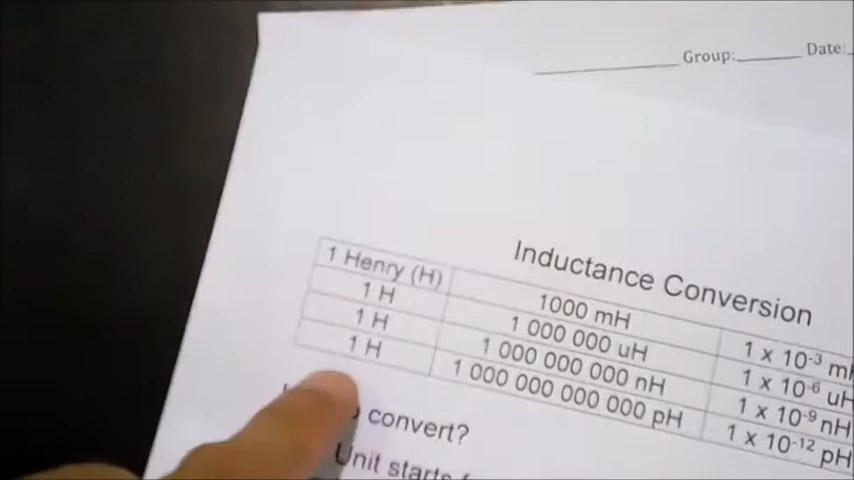 Group:______ Date:
Inductance Conversion
1 Henry (H) 1000 mH 1 x 10⁻³ mH
1 H 1 000 000 uH 1 x 10⁻⁶ uH
1 H 1 000 000 000 nH 1 x 10⁻⁹ nH
1 H 1 000 000 000 000 pH 1 x 10⁻¹² pH
convert?
Unit starts